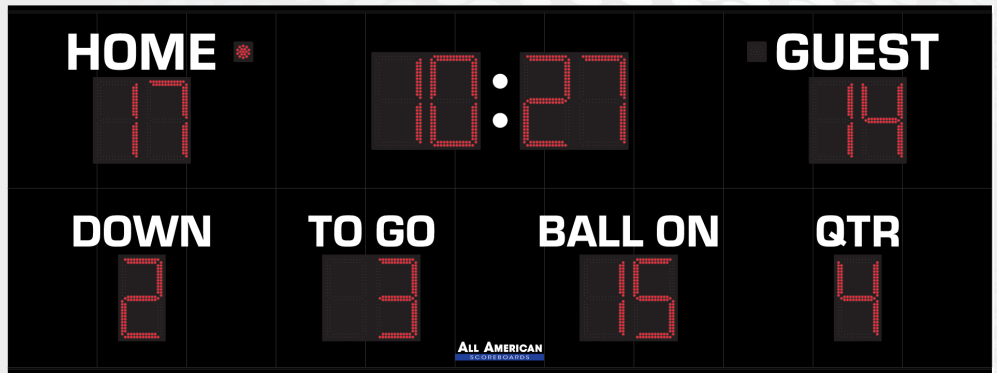 HOME GUEST
17 10:27 14
DOWN TO GO BALL ON QTR
2 3 15 4
ALL AMERICAN
SCOREBOARDS